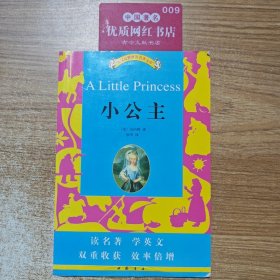 009
中国著名
优质网红书店
A Little Princess
小公主
读名著 学英文
双重收获 效率倍增